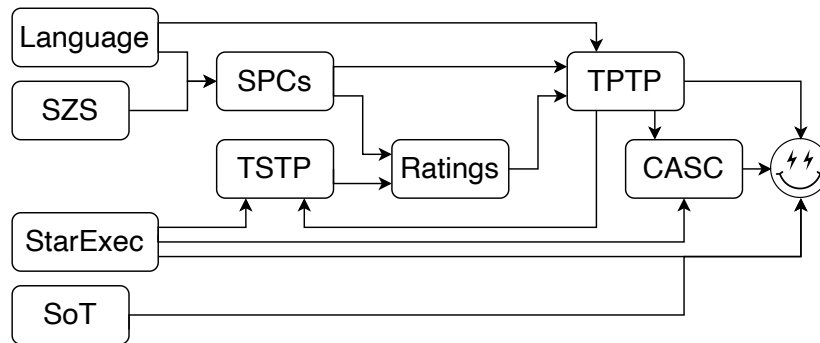 Language
SZS
SPCs
TPTP
TSTP
Ratings
CASC
StarExec
SoT